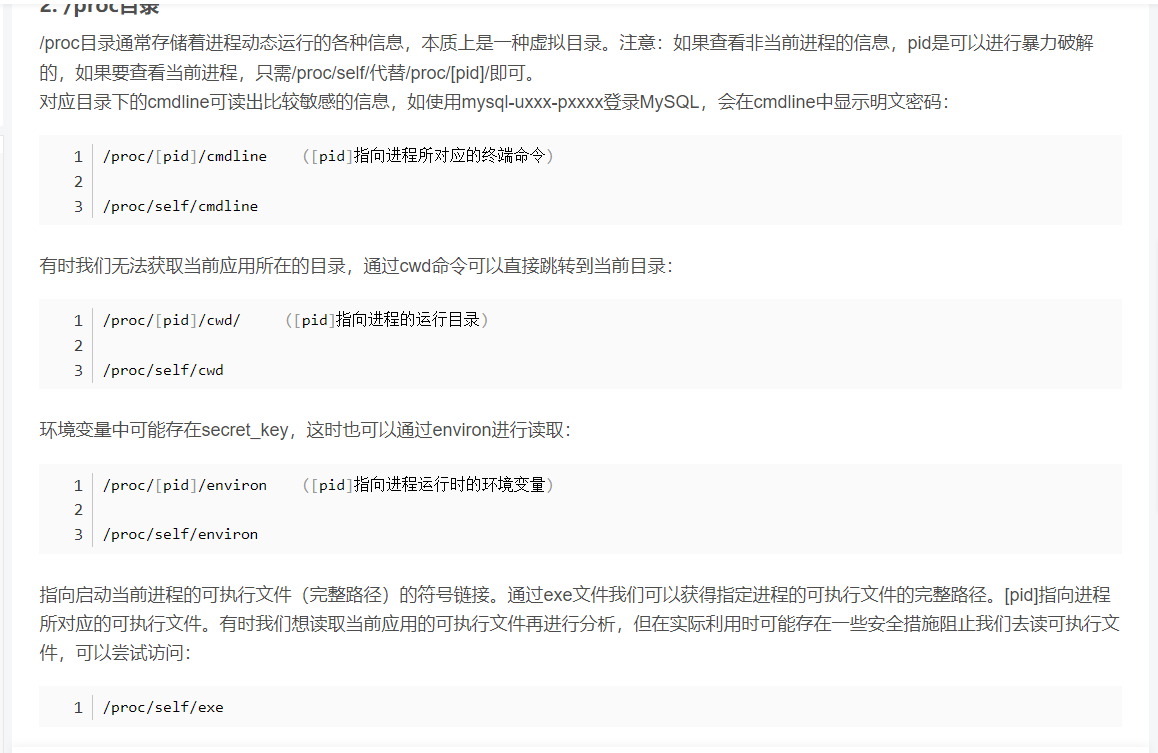 2. /proc目录
/proc目录通常存储着进程动态运行的各种信息，本质上是一种虚拟目录。注意：如果查看非当前进程的信息，pid是可以进行暴力破解
的，如果要查看当前进程，只需/proc/self/代替/proc/[pid]/即可。
对应目录下的cmdline可读出比较敏感的信息，如使用mysql-uxxx-pxxxx登录MySQL，会在cmdline中显示明文密码：
1 /proc/[pid]/cmdline    ([pid]指向进程所对应的终端命令)
2
3 /proc/self/cmdline
有时我们无法获取当前应用所在的目录，通过cwd命令可以直接跳转到当前目录：
1 /proc/[pid]/cwd/     ([pid]指向进程的运行目录)
2
3 /proc/self/cwd
环境变量中可能存在secret_key，这时也可以通过environ进行读取：
1 /proc/[pid]/environ    ([pid]指向进程运行时的环境变量)
2
3 /proc/self/environ
指向启动当前进程的可执行文件（完整路径）的符号链接。通过exe文件我们可以获得指定进程的可执行文件的完整路径。[pid]指向进程
所对应的可执行文件。有时我们想读取当前应用的可执行文件再进行分析，但在实际利用时可能存在一些安全措施阻止我们去读可执行文
件，可以尝试访问：
1 /proc/self/exe